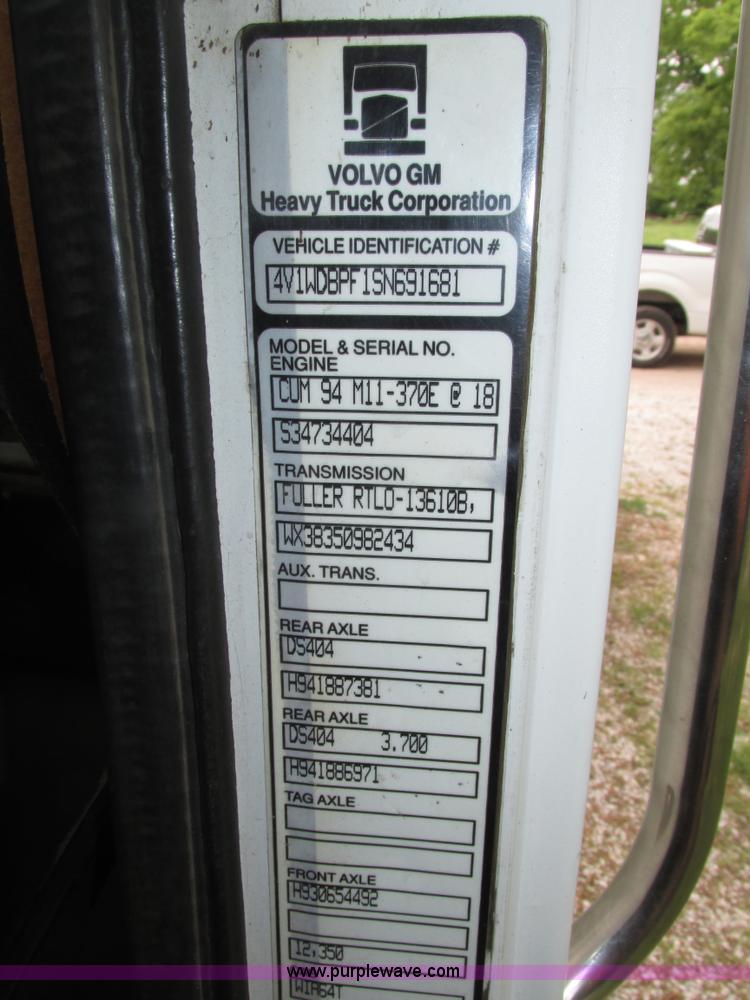 VOLVO GM
Heavy Truck Corporation
VEHICLE IDENTIFICATION #
4V1WDBPF1SN691681
MODEL & SERIAL NO.
ENGINE
CUM 94 M11-370E @ 18
S34734404
TRANSMISSION
FULLER RTLO-13610B,
WX38350982434
AUX. TRANS.
REAR AXLE
DS404
H941887381
REAR AXLE
DS404 3.700
H941886971
TAG AXLE
FRONT AXLE
H930654492
12,350
www.purplewave.com
WIA64T